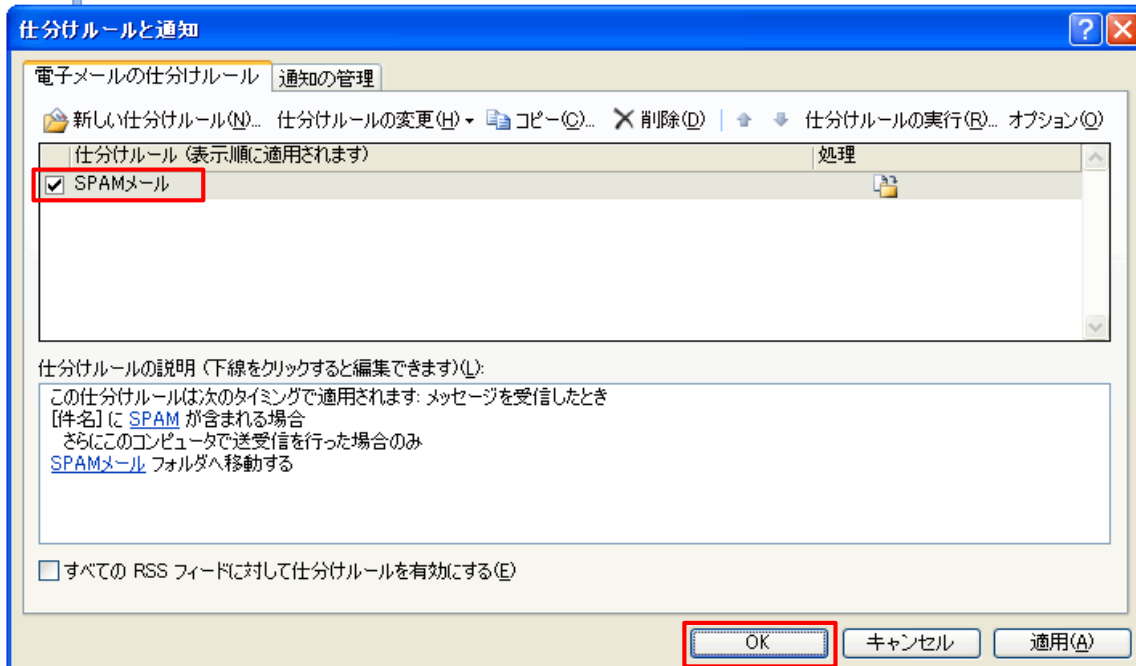 仕分けルールと通知
電子メールの仕分けルール 通知の管理
新しい仕分けルール(N)... 仕分けルールの変更(H) コピー(C)... 削除(D) 仕分けルールの実行(R)... オプション(O)
仕分けルール (表示順に適用されます) 処理
SPAMメール
仕分けルールの説明 (下線をクリックすると編集できます)(L):
この仕分けルールは次のタイミングで適用されます: メッセージを受信したとき
[件名] に SPAM が含まれる場合
さらにこのコンピュータで送受信を行った場合のみ
SPAMメール フォルダへ移動する
すべての RSS フィードに対して仕分けルールを有効にする(E)
OK キャンセル 適用(A)